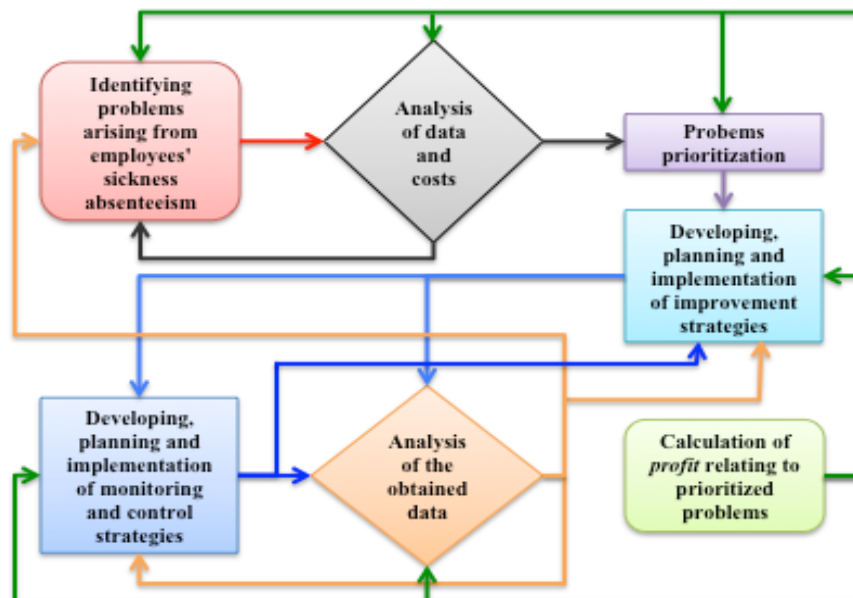 Identifying
problems
arising from
employees'
sickness
absenteeism
Analysis
of data
and
costs
Probems
prioritization
Developing,
planning and
implementation
of improvement
strategies
Developing,
planning and
implementation
of monitoring
and control
strategies
Analysis
of the
obtained
data
Calculation of
profit relating to
prioritized
problems